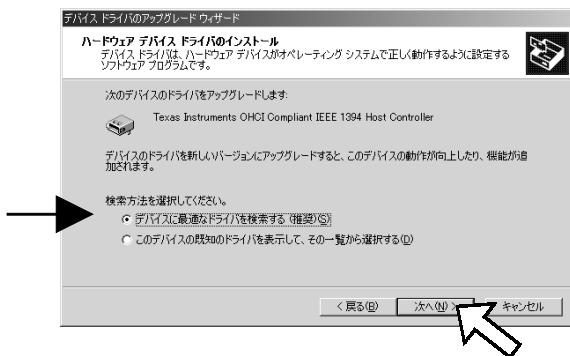 デバイス ドライバのアップグレード ウィザード
ハードウェア デバイス ドライバのインストール
デバイス ドライバは、ハードウェア デバイスがオペレーティング システムで正しく動作するように設定する
ソフトウェア プログラムです。
次のデバイスのドライバをアップグレードします:
Texas Instruments OHCI Compliant IEEE 1394 Host Controller
デバイスのドライバを新しいバージョンにアップグレードすると、このデバイスの動作が向上したり、機能が追
加されます。
検索方法を選択してください。
デバイスに最適なドライバを検索する (推奨)(S)
このデバイスの既知のドライバを表示して、その一覧から選択する(D)
< 戻る(B) 次へ(N) > キャンセル